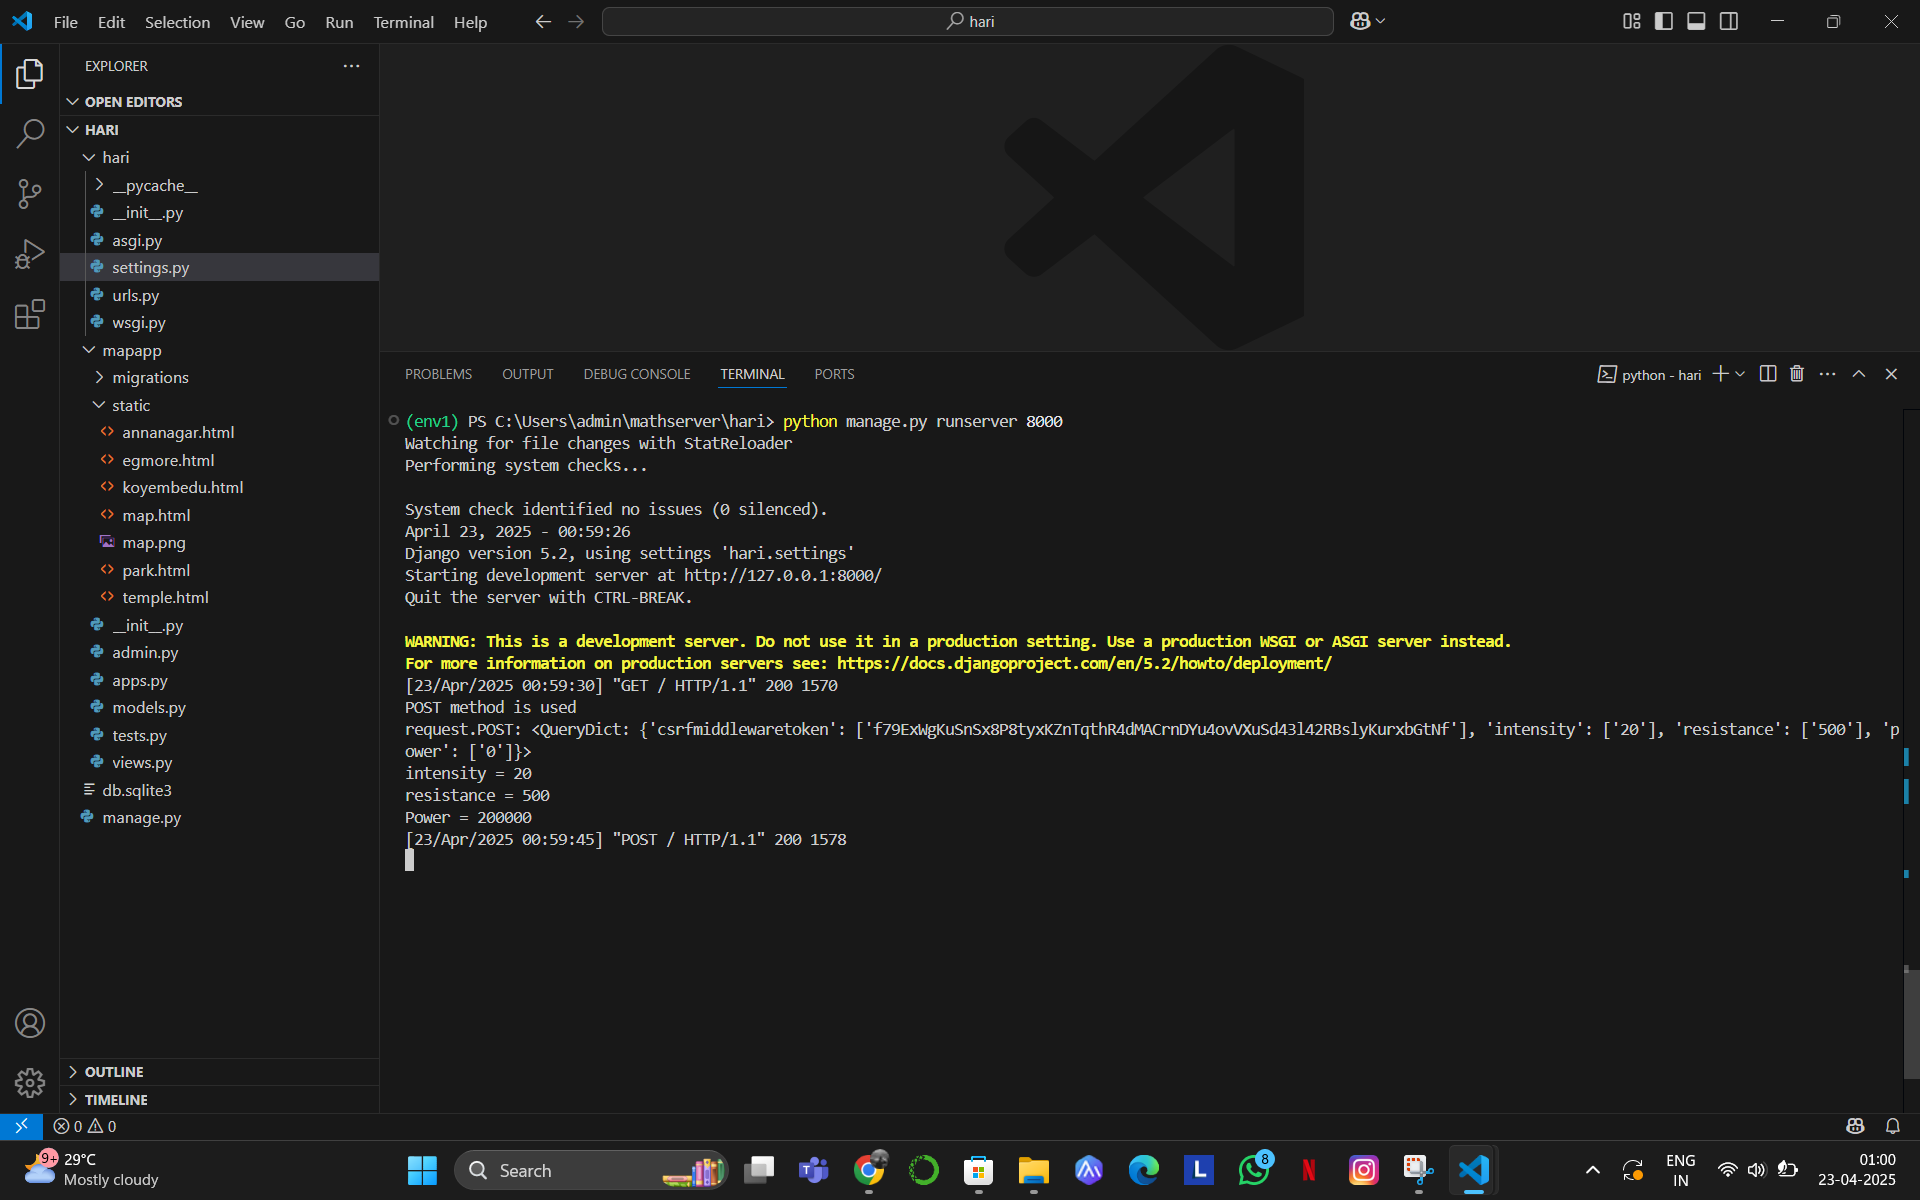 File Edit Selection View Go Run Terminal Help
hari
EXPLORER
OPEN EDITORS
HARI
hari
__pycache__
__init__.py
asgi.py
settings.py
urls.py
wsgi.py
mapapp
migrations
static
annanagar.html
egmore.html
koyembedu.html
map.html
map.png
park.html
temple.html
__init__.py
admin.py
apps.py
models.py
tests.py
views.py
db.sqlite3
manage.py
OUTLINE
TIMELINE
PROBLEMS OUTPUT DEBUG CONSOLE TERMINAL PORTS
python - hari
(env1) PS C:\Users\admin\mathserver\hari> python manage.py runserver 8000
Watching for file changes with StatReloader
Performing system checks...
System check identified no issues (0 silenced).
April 23, 2025 - 00:59:26
Django version 5.2, using settings 'hari.settings'
Starting development server at http://127.0.0.1:8000/
Quit the server with CTRL-BREAK.
WARNING: This is a development server. Do not use it in a production setting. Use a production WSGI or ASGI server instead.
For more information on production servers see: https://docs.djangoproject.com/en/5.2/howto/deployment/
[23/Apr/2025 00:59:30] "GET / HTTP/1.1" 200 1570
POST method is used
request.POST: <QueryDict: {'csrfmiddlewaretoken': ['f79ExWgKuSnSx8P8tyxKZnTqthR4dMACrnDYu4ovVXuSd43l42RBslyKurxbGtNf'], 'intensity': ['20'], 'resistance': ['500'], 'p
ower': ['0']}>
intensity = 20
resistance = 500
Power = 200000
[23/Apr/2025 00:59:45] "POST / HTTP/1.1" 200 1578
0 0
9+
29°C
Mostly cloudy
Search
T
L
8
N
ENG
IN
01:00
23-04-2025